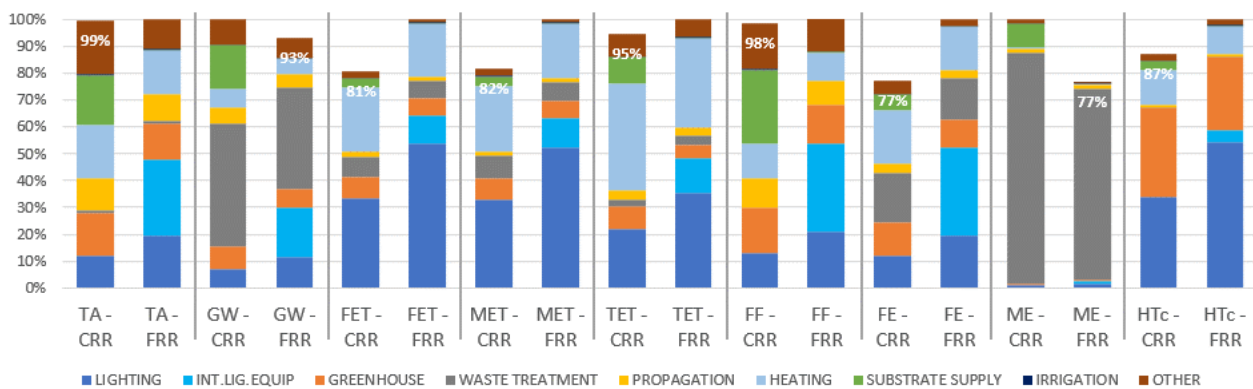 100%
90%
80%
70%
60%
50%
40%
30%
20%
10%
0%
99%
93%
81%
82%
95%
98%
77%
77%
87%
TA - CRR
TA - FRR
GW - CRR
GW - FRR
FET - CRR
FET - FRR
MET - CRR
MET - FRR
TET - CRR
TET - FRR
FF - CRR
FF - FRR
FE - CRR
FE - FRR
ME - CRR
ME - FRR
HTc - CRR
HTc - FRR
LIGHTING INT.LIG.EQUIP GREENHOUSE WASTE TREATMENT PROPAGATION HEATING SUBSTRATE SUPPLY IRRIGATION OTHER